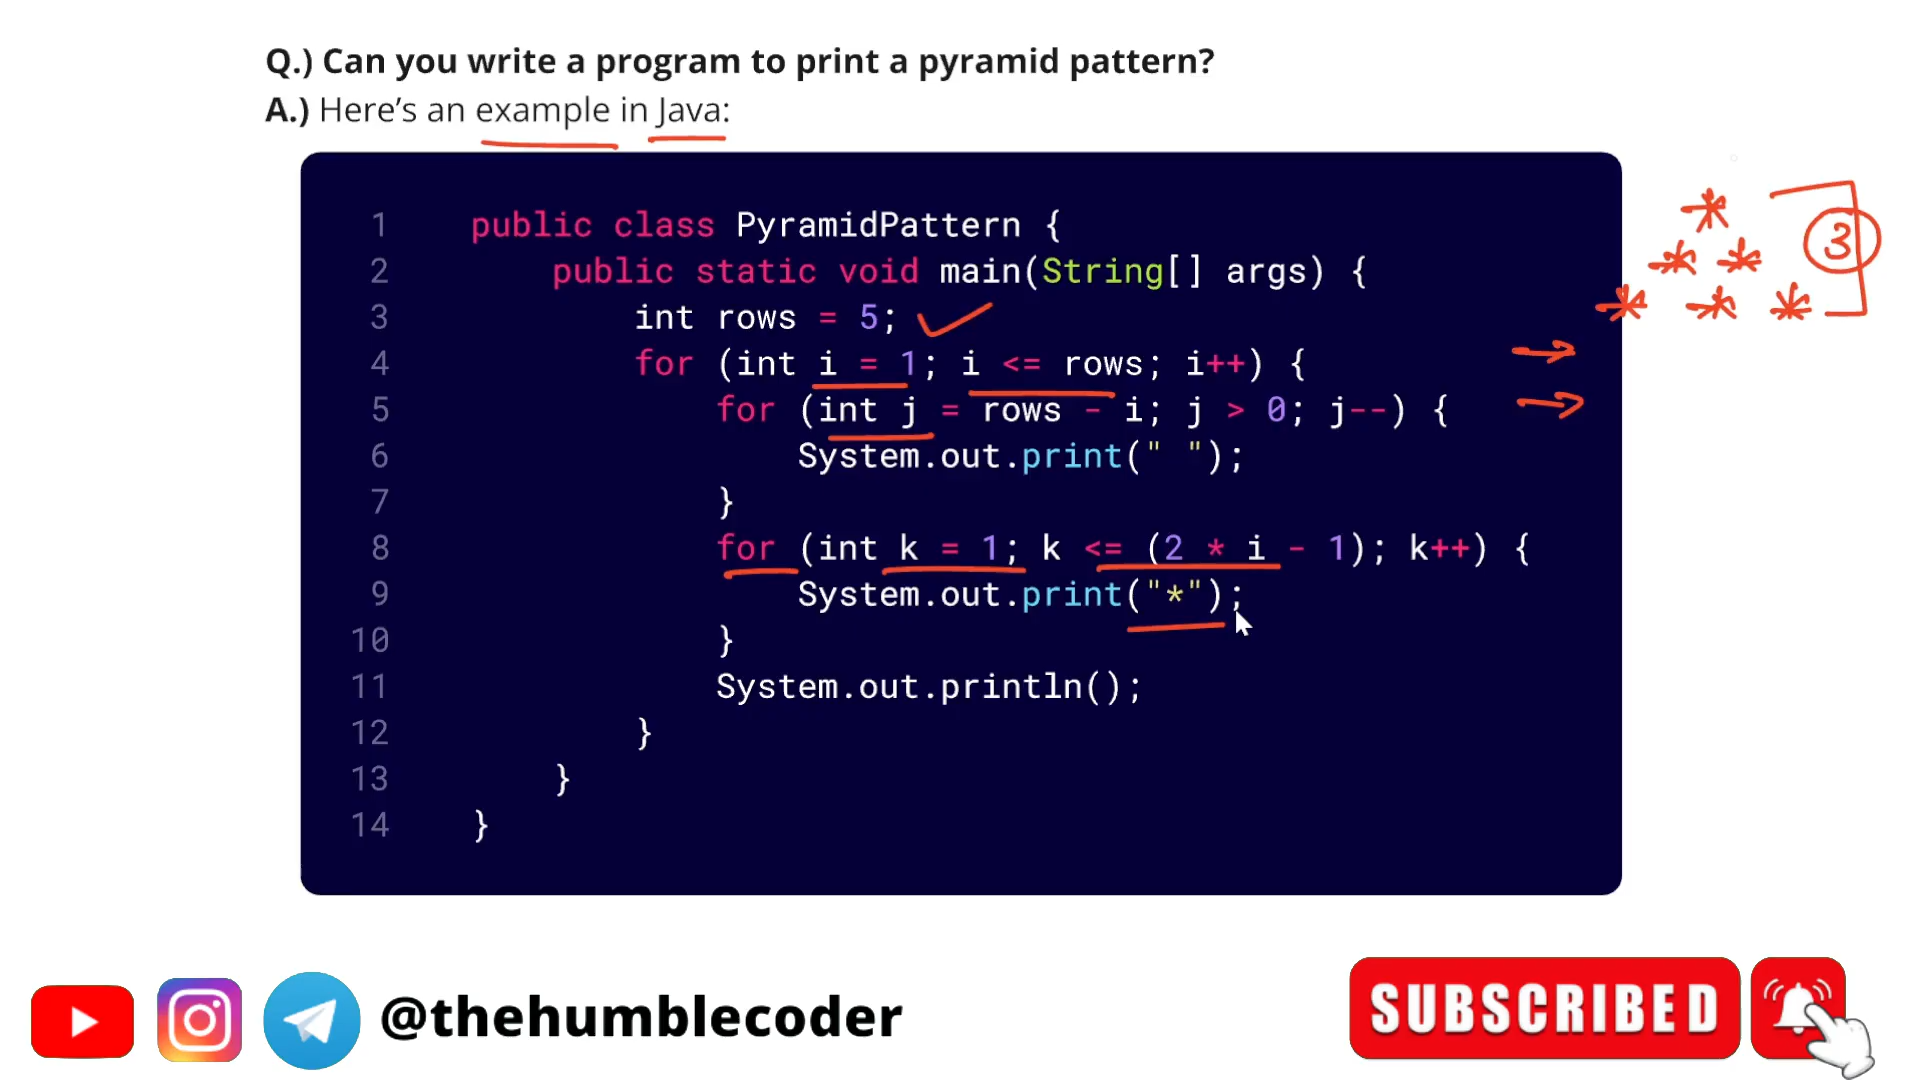 Q.) Can you write a program to print a pyramid pattern?
A.) Here's an example in Java:
1 public class PyramidPattern {
2 public static void main(String[] args) {
3 int rows = 5;
4 for (int i = 1; i <= rows; i++) {
5 for (int j = rows - i; j > 0; j--) {
6 System.out.print(" ");
7 }
8 for (int k = 1; k <= (2 * i - 1); k++) {
9 System.out.print("*");
10 }
11 System.out.println();
12 }
13 }
14 }
*
* *
* * *
3
@thehumblecoder
SUBSCRIBED